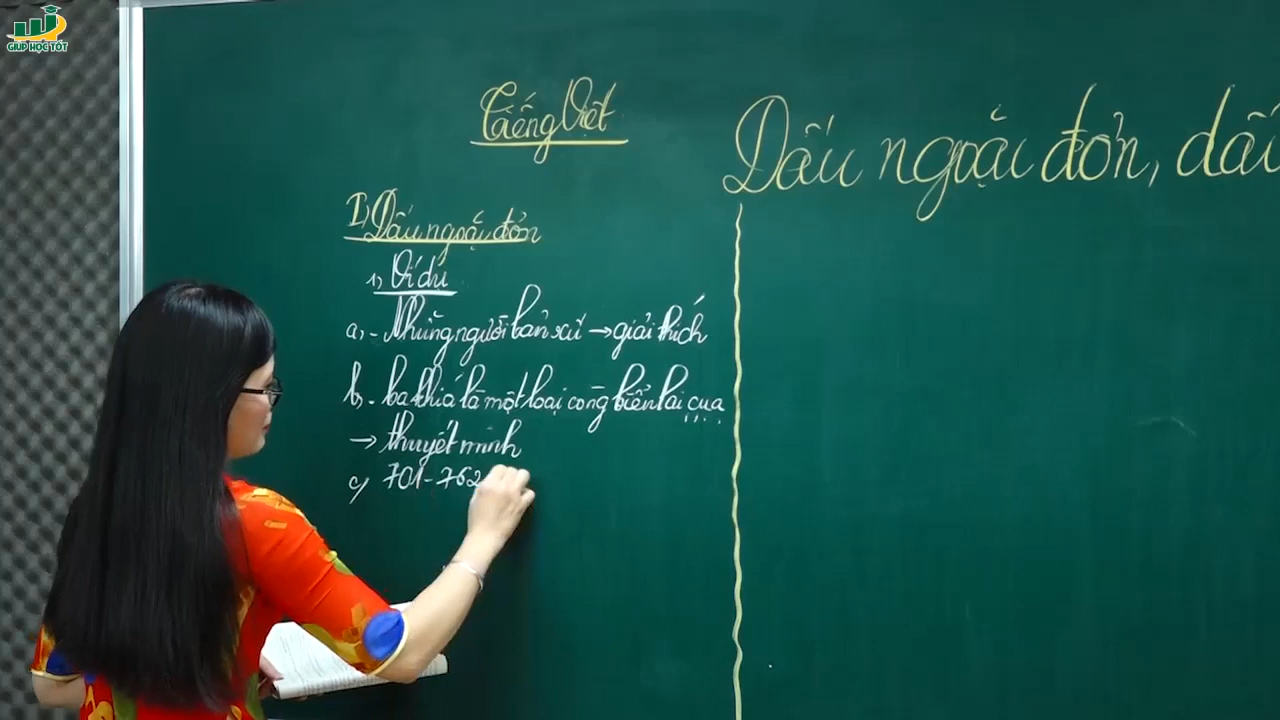 GIÚP HỌC TỐT
Tiếng Việt
Dấu ngoặc đơn, dấu
I, Dấu ngoặc đơn
1, Ví dụ
a, - Những người bản xứ → giải thích
b, - ba khía là một loại còng biển lai cua
→ thuyết minh
c, 701 - 762